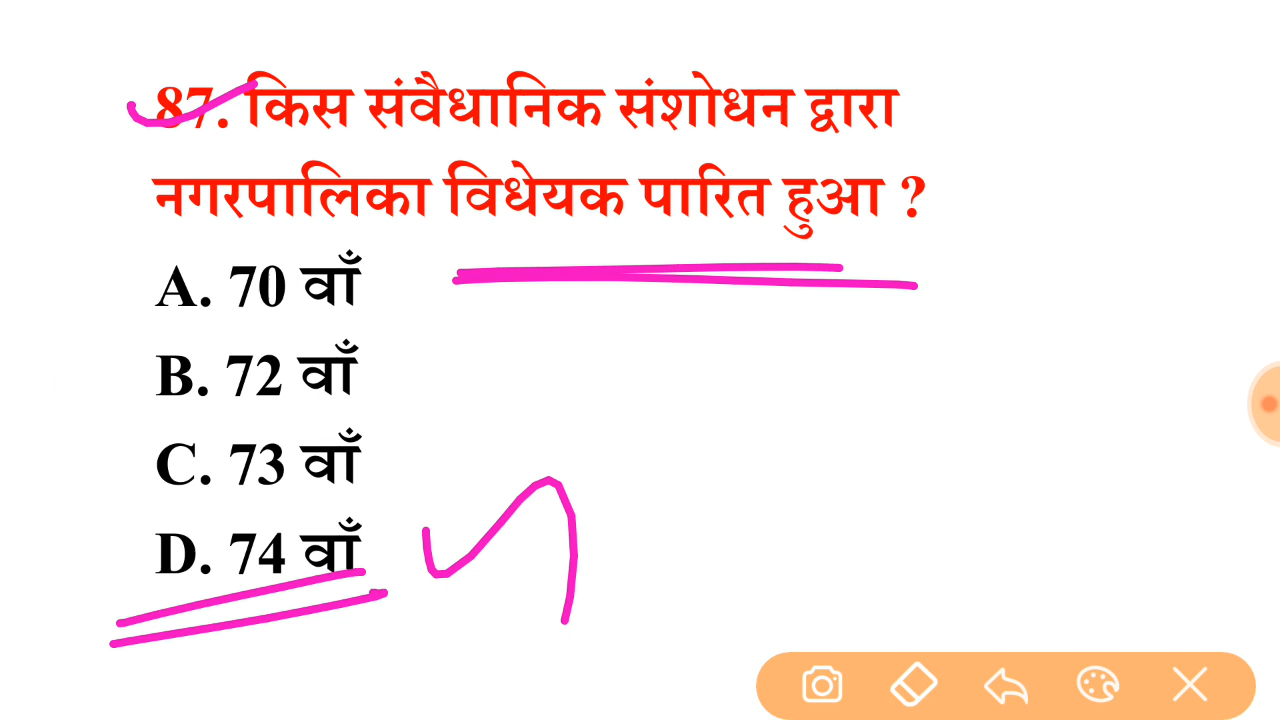 87. किस संवैधानिक संशोधन द्वारा
नगरपालिका विधेयक पारित हुआ ?
A. 70 वाँ
B. 72 वाँ
C. 73 वाँ
D. 74 वाँ